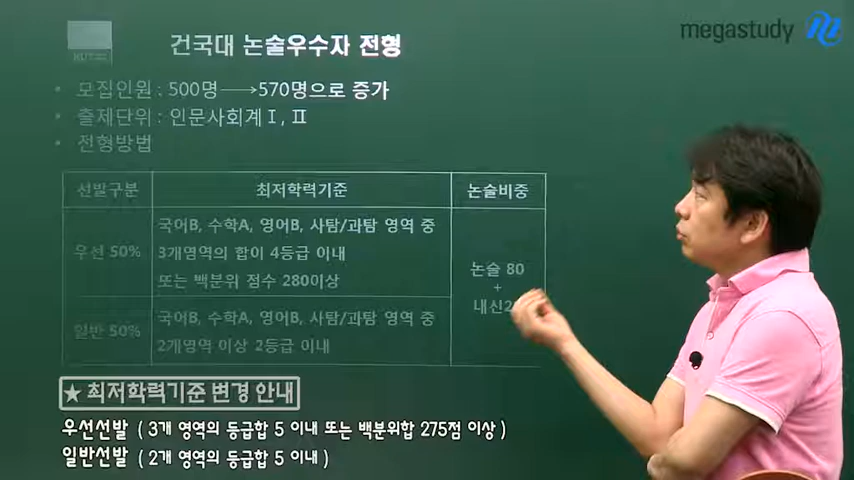 megastudy
건국대 논술우수자 전형
• 모집인원 : 500명 → 570명으로 증가
• 출제단위 : 인문사회계 I, II
• 전형방법
선발구분 최저학력기준 논술비중
우선 50%
국어B, 수학A, 영어B, 사탐/과탐 영역 중
3개영역의 합이 4등급 이내
또는 백분위 점수 280이상
논술 80
+
내신
일반 50%
국어B, 수학A, 영어B, 사탐/과탐 영역 중
2개영역 이상 2등급 이내
★ 최저학력기준 변경 안내
우선선발 ( 3개 영역의 등급합 5 이내 또는 백분위합 275점 이상 )
일반선발 ( 2개 영역의 등급합 5 이내 )